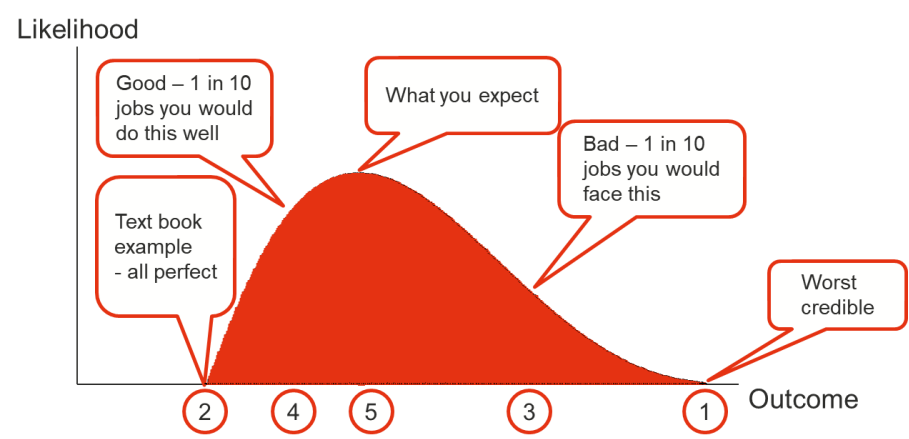 Likelihood
Good – 1 in 10
jobs you would
do this well
What you expect
Bad – 1 in 10
jobs you would
face this
Text book
example
- all perfect
Worst
credible
2
4
5
3
1
Outcome